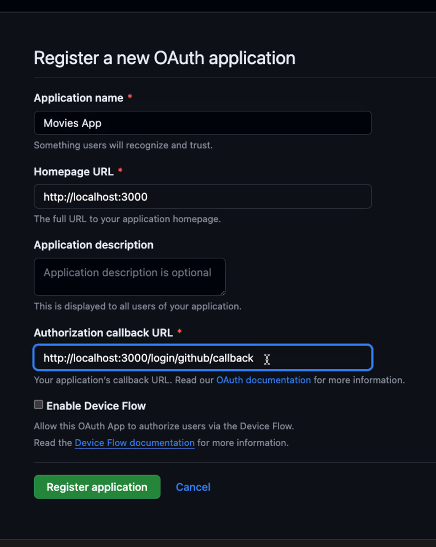 Register a new OAuth application
Application name *
Movies App
Something users will recognize and trust.
Homepage URL *
http://localhost:3000
The full URL to your application homepage.
Application description
Application description is optional
This is displayed to all users of your application.
Authorization callback URL *
http://localhost:3000/login/github/callback
Your application's callback URL. Read our OAuth documentation for more information.
Enable Device Flow
Allow this OAuth App to authorize users via the Device Flow.
Read the Device Flow documentation for more information.
Register application Cancel